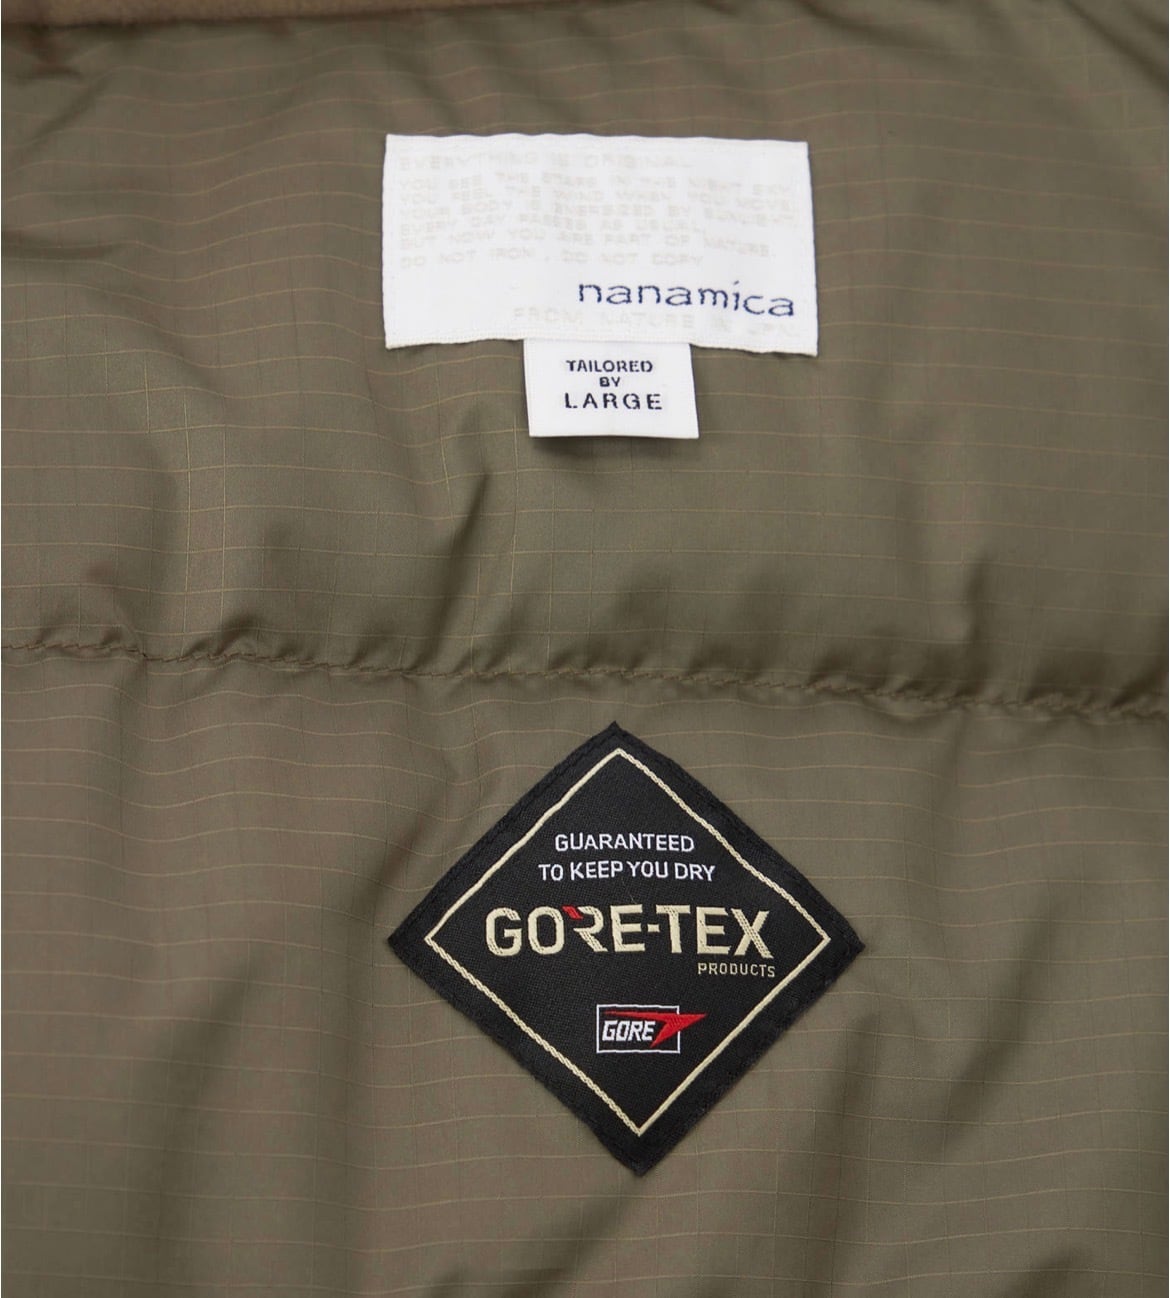 EVERYTHING IS ORIGINAL
YOU SEE THE STARS IN THE NIGHT SKY.
YOU FEEL THE WIND WHEN YOU MOVE.
YOUR BODY IS ENERGIZED BY SUNLIGHT.
EVERY DAY PASSES AS USUAL,
BUT NOW YOU ARE PART OF NATURE.
DO NOT IRON, DO NOT COPY
nanamica
FROM NATURE IN JPN
TAILORED
BY
LARGE
GUARANTEED
TO KEEP YOU DRY
GORE-TEX
PRODUCTS
GORE